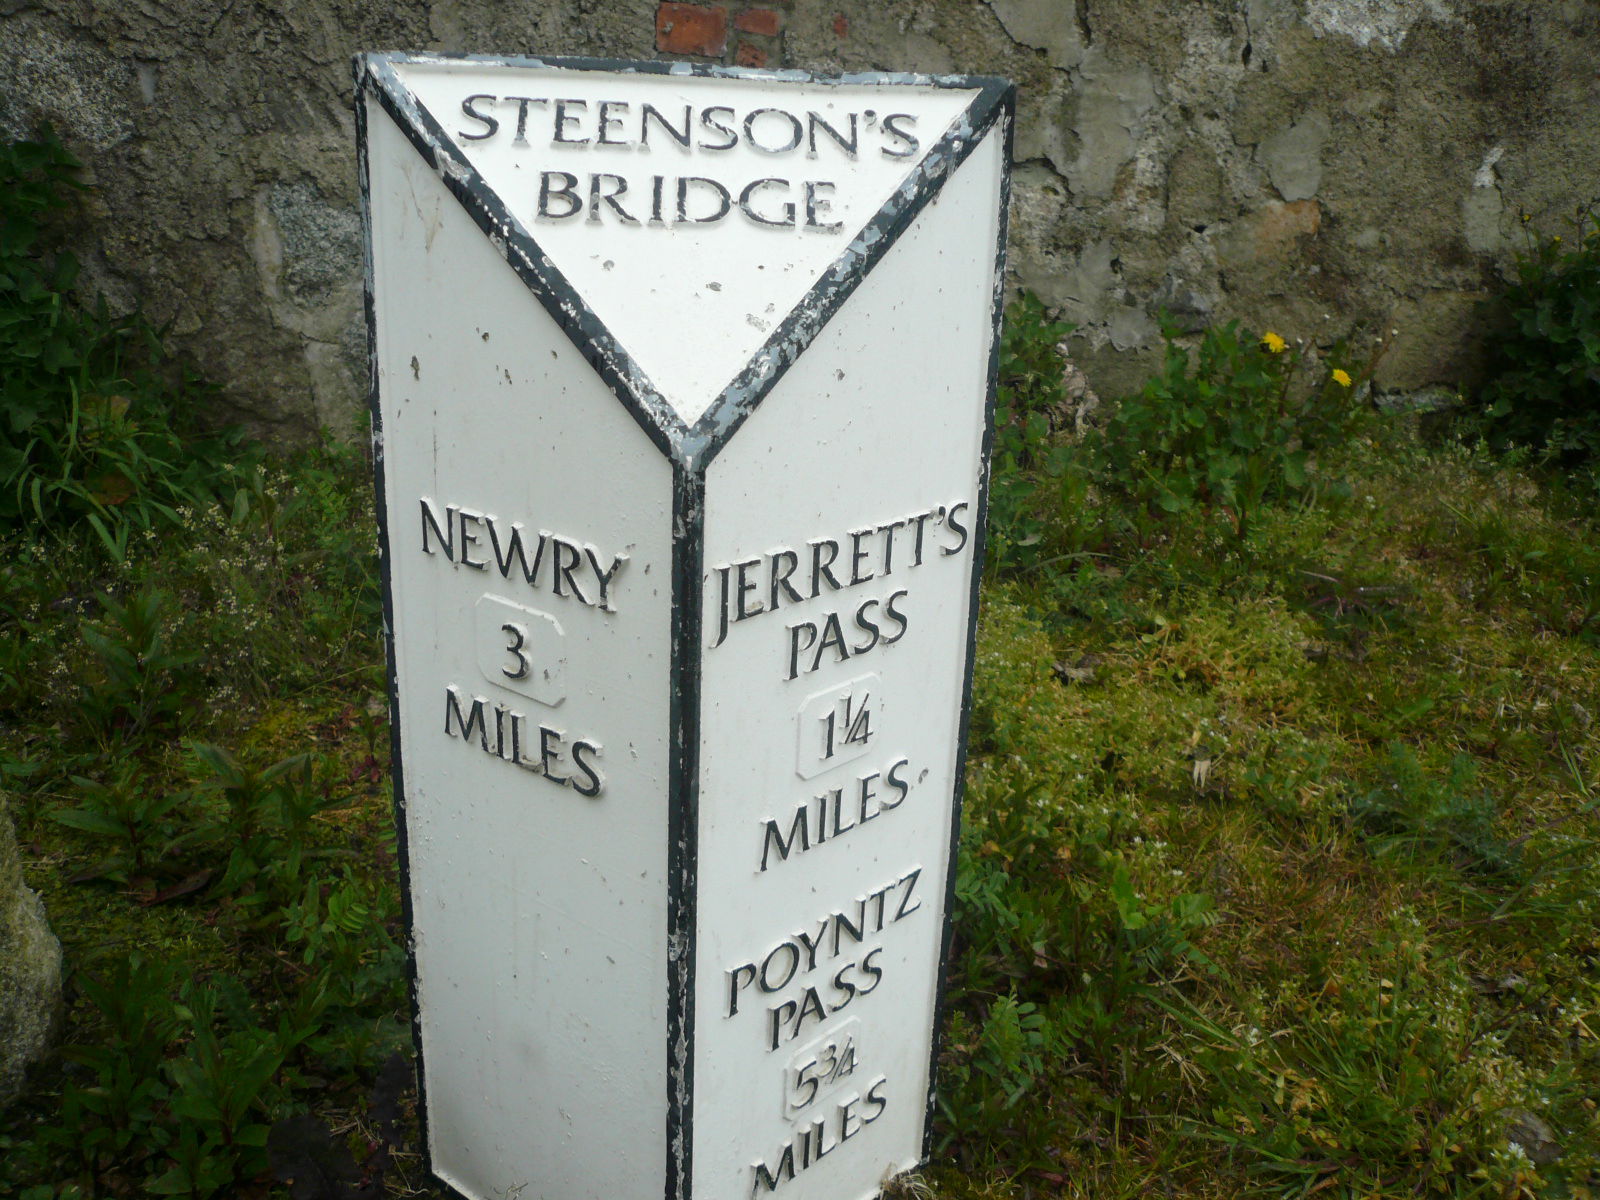 STEENSON'S
BRIDGE
NEWRY
3
MILES
JERRETT'S
PASS
1¼
MILES
POYNTZ
PASS
5¾
MILES